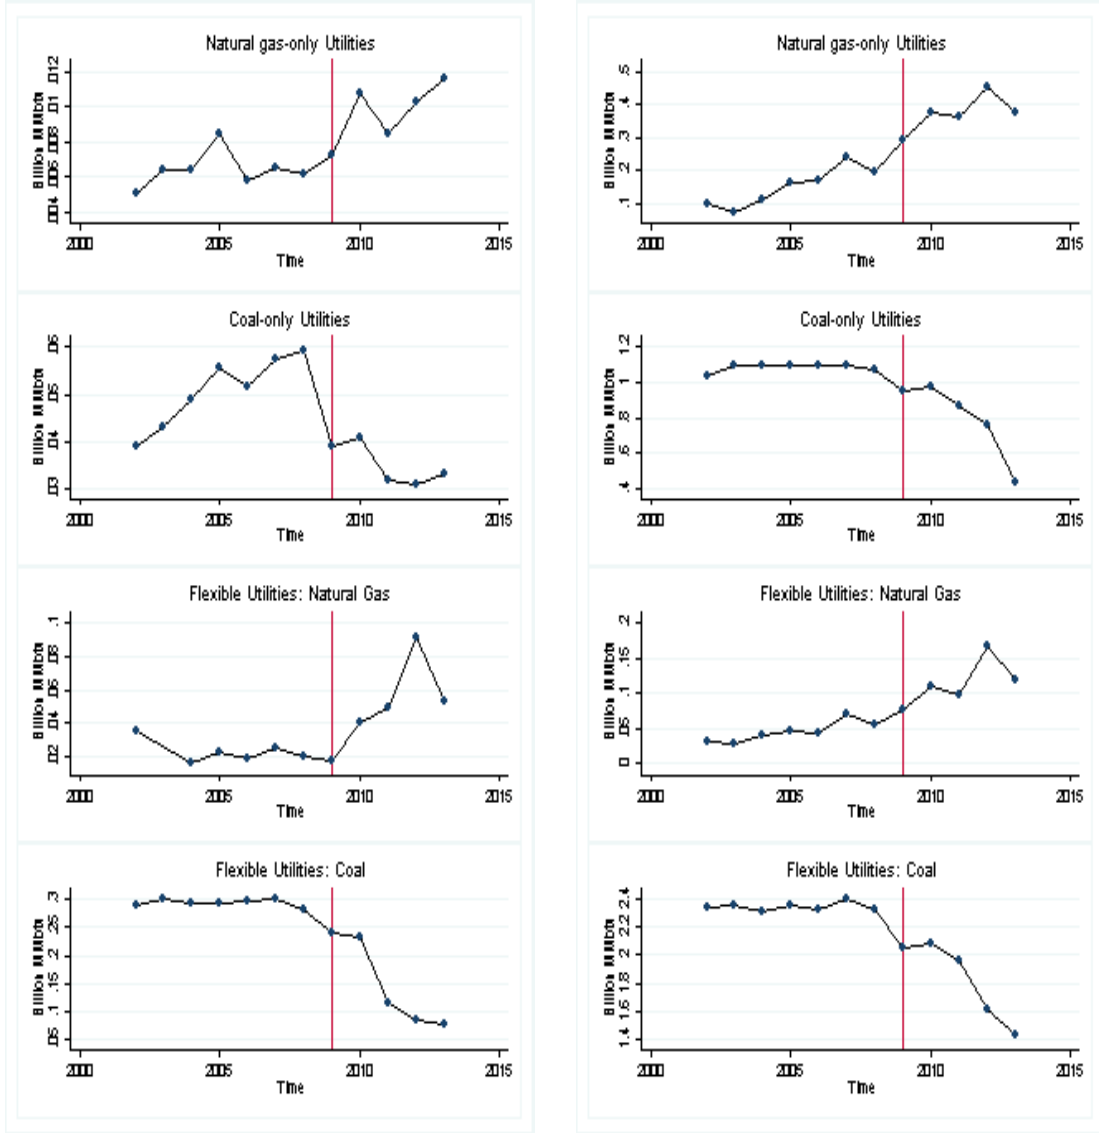 Natural gas-only Utilities
Billion MMbtu
.004 .006 .008 .01 .012
2000 2005 2010 2015
Time
Coal-only Utilities
Billion MMbtu
.03 .04 .05 .06
2000 2005 2010 2015
Time
Flexible Utilities: Natural Gas
Billion MMbtu
.02 .04 .06 .08 .1
2000 2005 2010 2015
Time
Flexible Utilities: Coal
Billion MMbtu
.05 .1 .15 .2 .25 .3
2000 2005 2010 2015
Time
Natural gas-only Utilities
Billion MMbtu
.1 .2 .3 .4 .5
2000 2005 2010 2015
Time
Coal-only Utilities
Billion MMbtu
.4 .6 .8 1 1.2
2000 2005 2010 2015
Time
Flexible Utilities: Natural Gas
Billion MMbtu
0 .05 .1 .15 .2
2000 2005 2010 2015
Time
Flexible Utilities: Coal
Billion MMbtu
1.4 1.6 1.8 2 2.2 2.4
2000 2005 2010 2015
Time